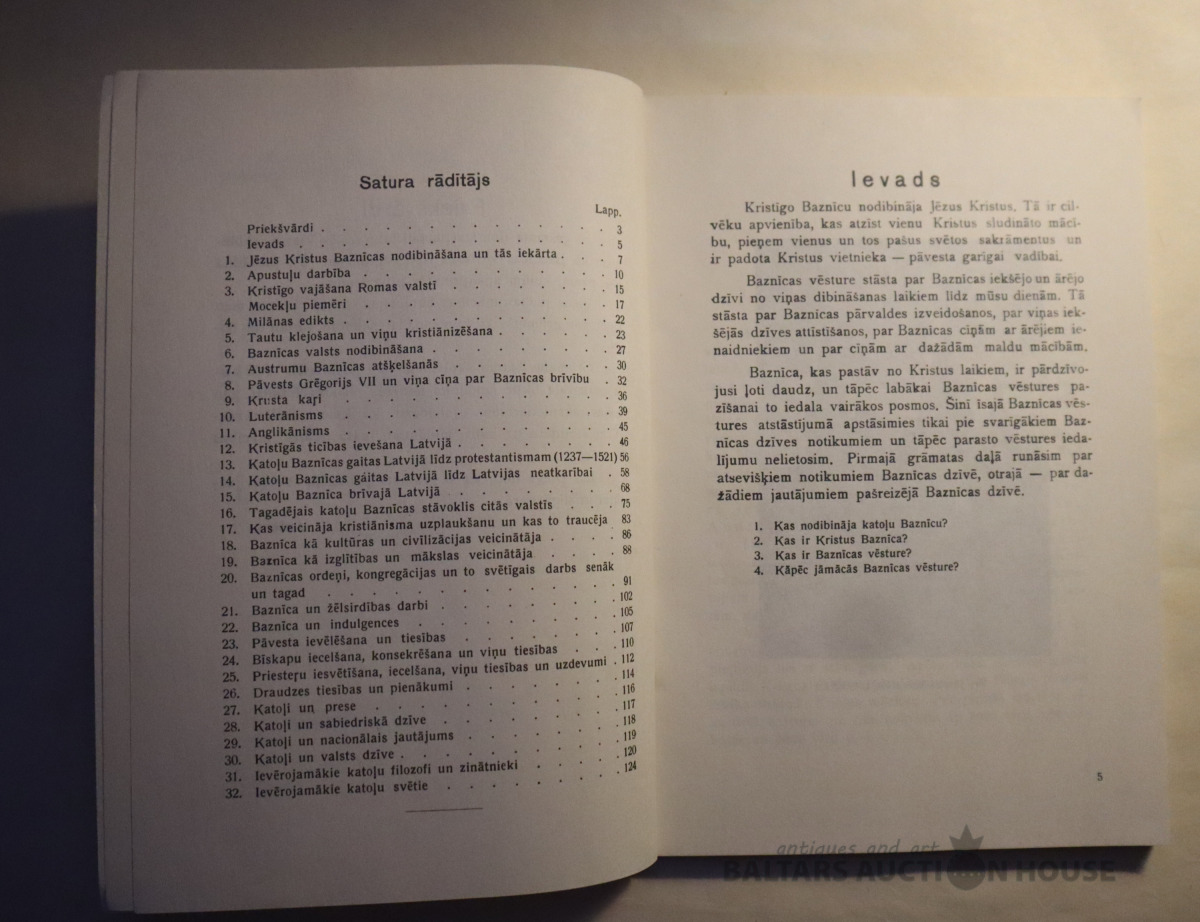 Satura rādītājs
Lapp.
Priekšvārdi . . . . . . . . . . . . 3
Ievads . . . . . . . . . . . . 5
1. Jēzus Kristus Baznīcas nodibināšana un tās iekārta . . . 7
2. Apustuļu darbība . . . . . . . . . . 10
3. Kristīgo vajāšana Romas valstī . . . . . . . 15
Mocekļu piemēri . . . . . . . . . . 17
4. Milānas edikts . . . . . . . . . . . 22
5. Tautu klejošana un viņu kristiānizēšana . . . . . 23
6. Baznīcas valsts nodibināšana . . . . . . . 27
7. Austrumu Baznīcas atšķelšanās . . . . . . . 30
8. Pāvests Grēgorijs VII un viņa cīņa par Baznīcas brīvību . 32
9. Krusta kaŗi . . . . . . . . . . . 36
10. Luterānisms . . . . . . . . . . . 39
11. Anglikānisms . . . . . . . . . . . 45
12. Kristīgās ticības ievešana Latvijā . . . . . . . 46
13. Katoļu Baznīcas gaitas Latvijā līdz protestantismam (1237—1521) 56
14. Katoļu Baznīcas gaitas Latvijā līdz Latvijas neatkarībai . 58
15. Katoļu Baznīca brīvajā Latvijā . . . . . . . 68
16. Tagadējais katoļu Baznīcas stāvoklis citās valstīs . . . 75
17. Kas veicināja kristiānisma uzplaukšanu un kas to traucēja 83
18. Baznīca kā kultūras un civīlizācijas veicinātāja . . . . 86
19. Baznīca kā izglītības un mākslas veicinātāja . . . . 88
20. Baznīcas ordeņi, kongregācijas un to svētīgais darbs senāk
un tagad . . . . . . . . . . . 91
21. Baznīca un žēlsirdības darbi . . . . . . . . 102
22. Baznīca un indulgences . . . . . . . . 105
23. Pāvesta ievēlēšana un tiesības . . . . . . . 107
24. Bīskapu iecelšana, konsekrēšana un viņu tiesības . . . 110
25. Priesteŗu iesvētīšana, iecelšana, viņu tiesības un uzdevumi . 112
26. Draudzes tiesības un pienākumi . . . . . . . 114
27. Katoļi un prese . . . . . . . . . . 116
28. Katoļi un sabiedriskā dzīve . . . . . . . . 117
29. Katoļi un nacionālais jautājums . . . . . . . 118
30. Katoļi un valsts dzīve . . . . . . . . . 119
31. Ievērojamākie katoļu filozofi un zinātnieki . . . . . 120
32. Ievērojamākie katoļu svētie . . . . . . . . 124
Ievads
Kristīgo Baznīcu nodibināja Jēzus Kristus. Tā ir cil-
vēku apvienība, kas atzīst vienu Kristus sludināto mācī-
bu, pieņem vienus un tos pašus svētos sakrāmentus un
ir padota Kristus vietnieka — pāvesta garīgai vadībai.
Baznīcas vēsture stāsta par Baznīcas iekšējo un ārējo
dzīvi no viņas dibināšanas laikiem līdz mūsu dienām. Tā
stāsta par Baznīcas pārvaldes izveidošanos, par viņas iek-
šējās dzīves attīstīšanos, par Baznīcas cīņām ar ārējiem ie-
naidniekiem un par cīņām ar dažādām maldu mācībām.
Baznīca, kas pastāv no Kristus laikiem, ir pārdzīvo-
jusi ļoti daudz, un tāpēc labākai Baznīcas vēstures pa-
zīšanai to iedala vairākos posmos. Šinī īsajā Baznīcas vēs-
tures atstāstījumā apstāsimies tikai pie svarīgākiem Baz-
nīcas dzīves notikumiem un tāpēc parasto vēstures ieda-
lījumu nelietosim. Pirmajā grāmatas daļā runāsim par
atsevišķiem notikumiem Baznīcas dzīvē, otrajā — par da-
žādiem jautājumiem pašreizējā Baznīcas dzīvē.
1. Kas nodibināja katoļu Baznīcu?
2. Kas ir Kristus Baznīca?
3. Kas ir Baznīcas vēsture?
4. Kāpēc jāmācās Baznīcas vēsture?
5
antiques and art
BALTARS AUCTION HOUSE